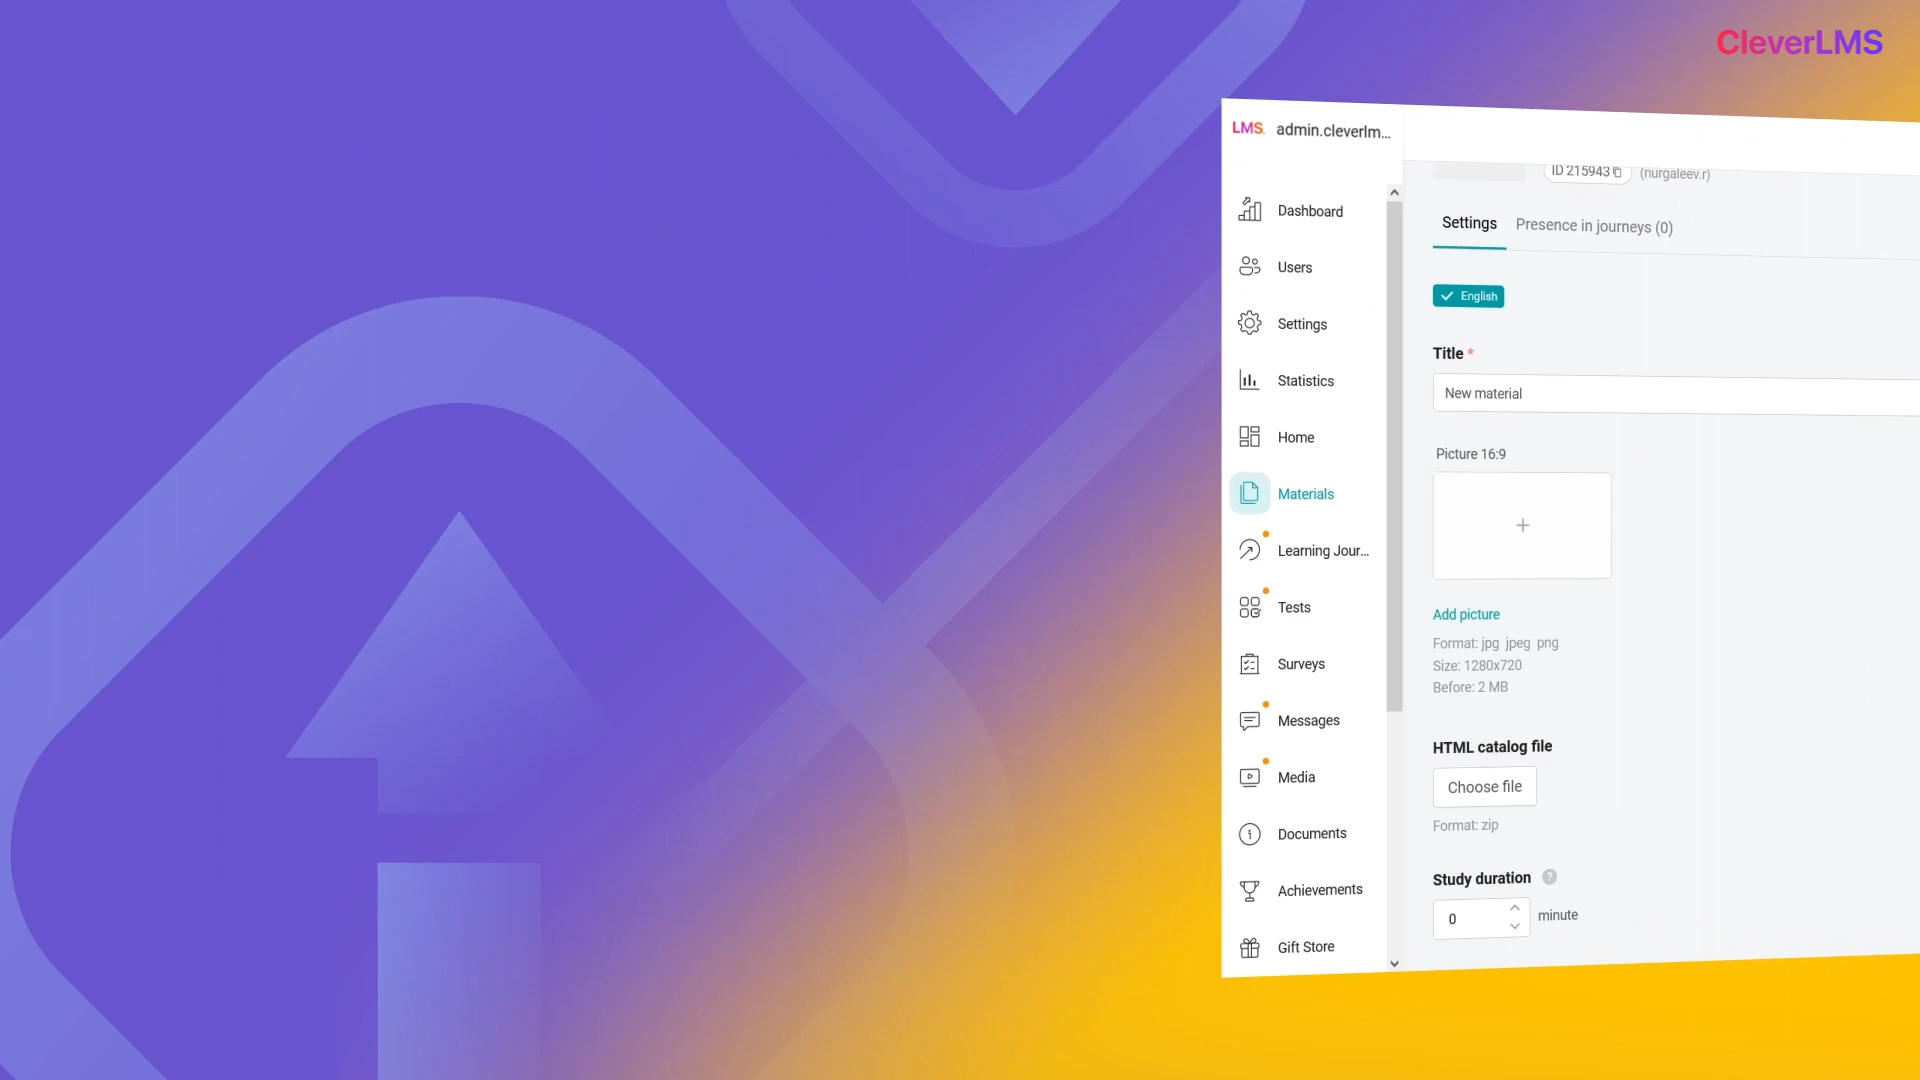 CleverLMS
LMS. admin.cleverlm...
Dashboard
Users
Settings
Statistics
Home
Materials
Learning Jour...
Tests
Surveys
Messages
Media
Documents
Achievements
Gift Store
ID 215943 (nurgaleev.r)
Settings Presence in journeys (0)
English
Title *
New material
Picture 16:9
Add picture
Format: jpg jpeg png
Size: 1280x720
Before: 2 MB
HTML catalog file
Choose file
Format: zip
Study duration ?
0 minute